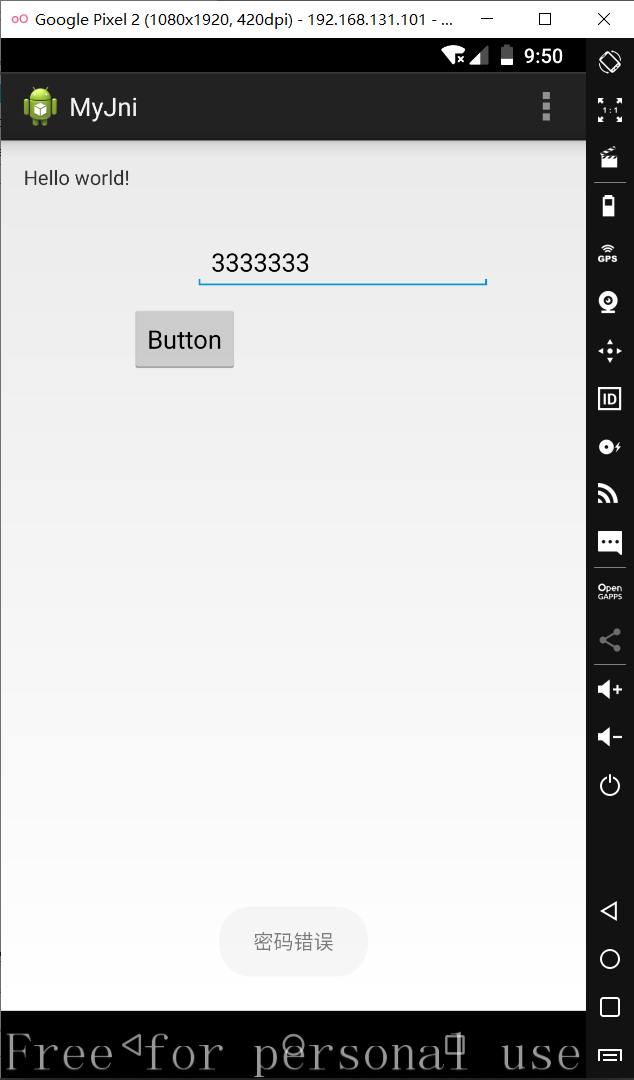 Google Pixel 2 (1080x1920, 420dpi) - 192.168.131.101 - ...
9:50
MyJni
1:1
Hello world!
GPS
3333333
Button
ID
Open
GAPPS
密码错误
Free for personal use